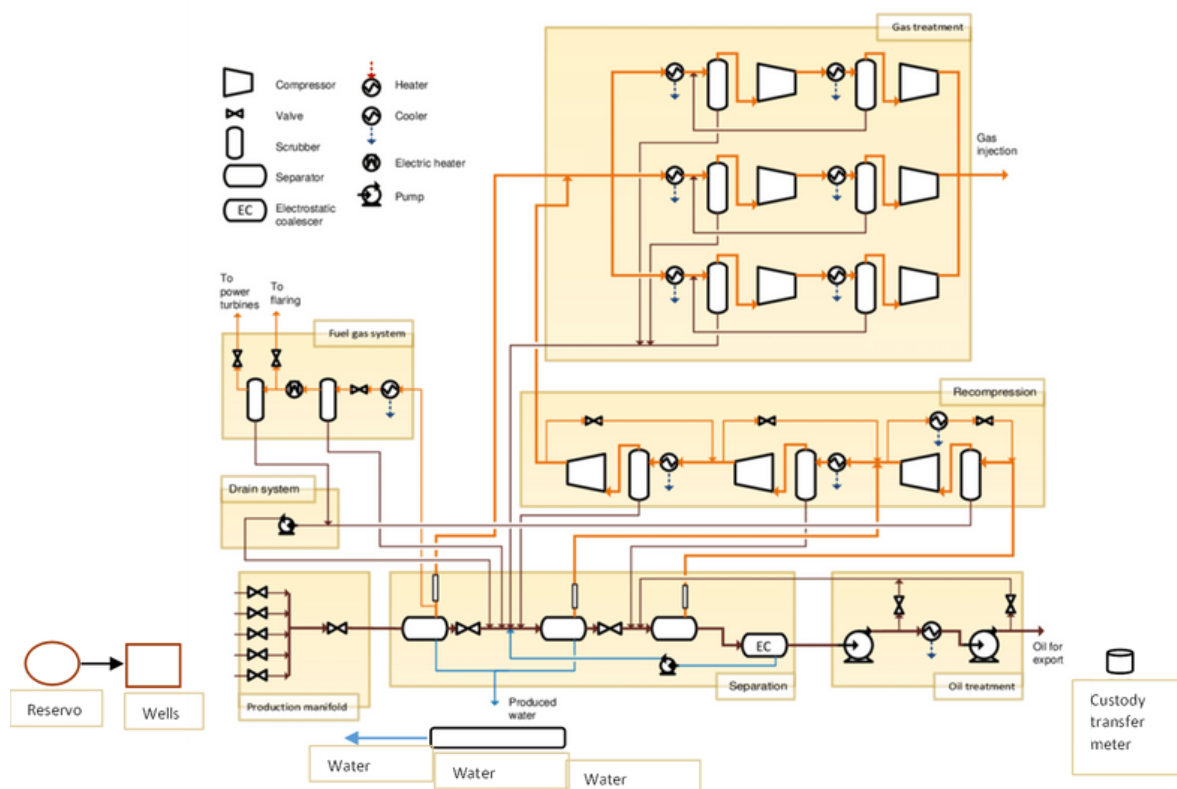 Gas treatment
Compressor
Heater
Valve
Cooler
Scrubber
Electric heater
Separator
Pump
EC
Electrostatic
coalescer
Gas
injection
To
power
turbines
To
flaring
Fuel gas system
Recompression
Drain system
EC
Oil for
export
Reservo
Wells
Production manifold
Produced
water
Separation
Oil treatment
Custody
transfer
meter
Water
Water
Water